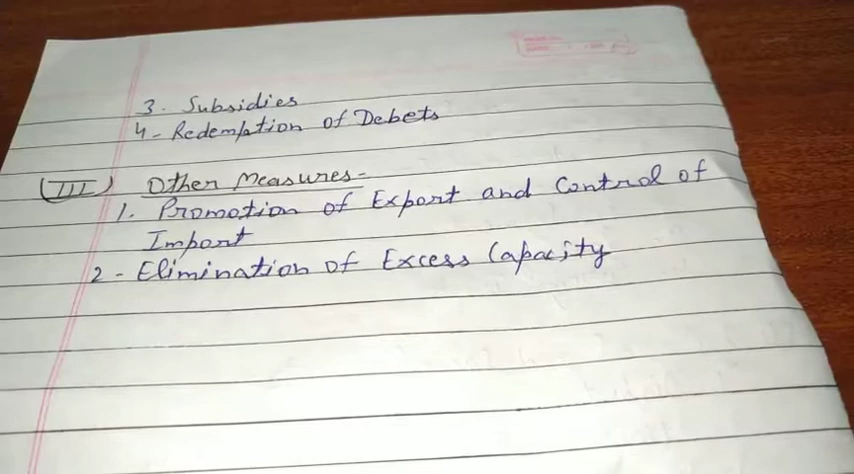 3. Subsidies
4- Redemption of Debets
(III) Other Measures-
1. Promotion of Export and Control of
Import
2- Elimination of Excess Capacity